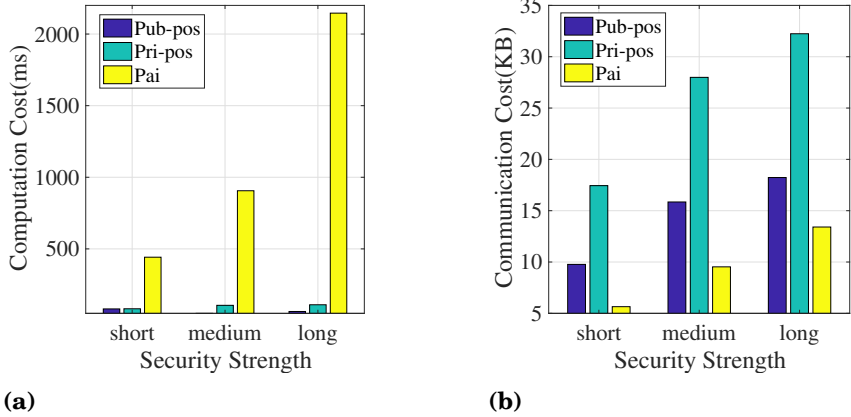 2000
1500
1000
500
Computation Cost(ms)
Pub-pos
Pri-pos
Pai
short medium long
Security Strength
(a)
35
30
25
20
15
10
5
Communication Cost(KB)
Pub-pos
Pri-pos
Pai
short medium long
Security Strength
(b)